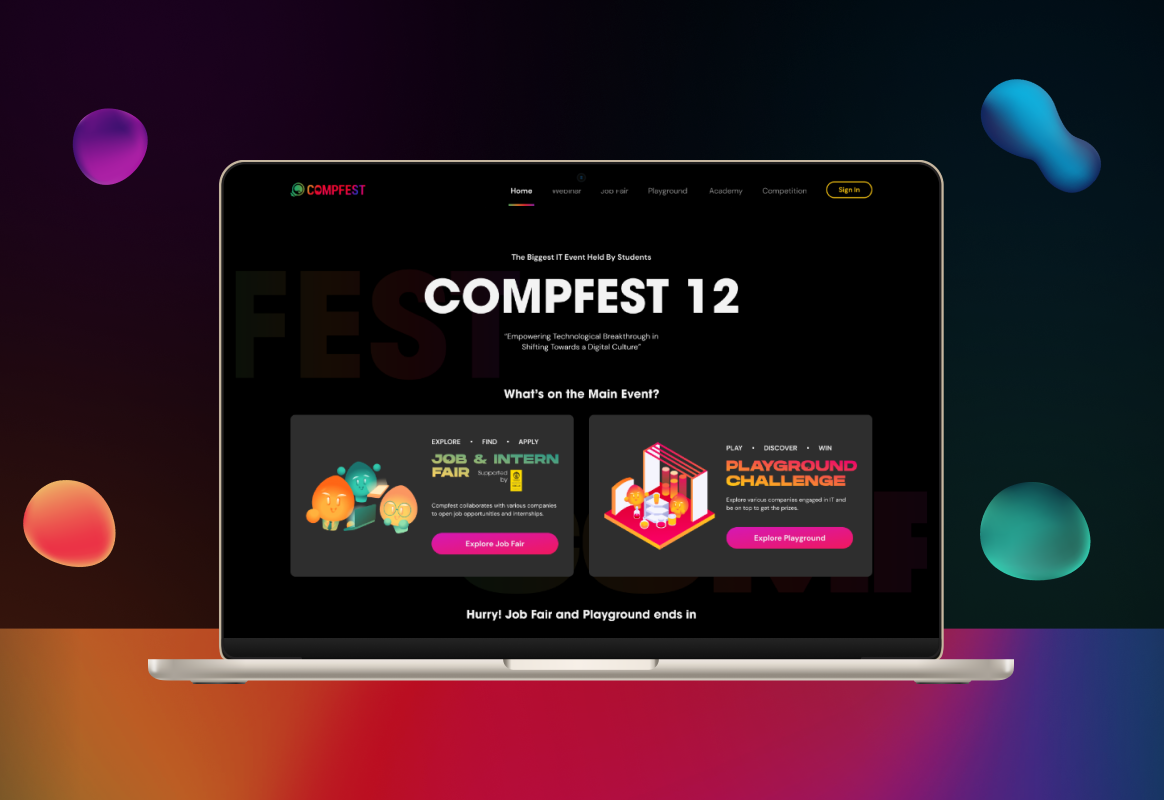 COMPFEST
Home Webinar Job Fair Playground Academy Competition Sign In
The Biggest IT Event Held By Students
FEST
COMPFEST 12
"Empowering Technological Breakthrough in
Shifting Towards a Digital Culture"
What's on the Main Event?
EXPLORE • FIND • APPLY
JOB & INTERN
FAIR Supported
by
Compfest collaborates with various companies
to open job opportunities and internships.
Explore Job Fair
PLAY • DISCOVER • WIN
PLAYGROUND
CHALLENGE
Explore various companies engaged in IT and
be on top to get the prizes.
Explore Playground
COMP
Hurry! Job Fair and Playground ends in